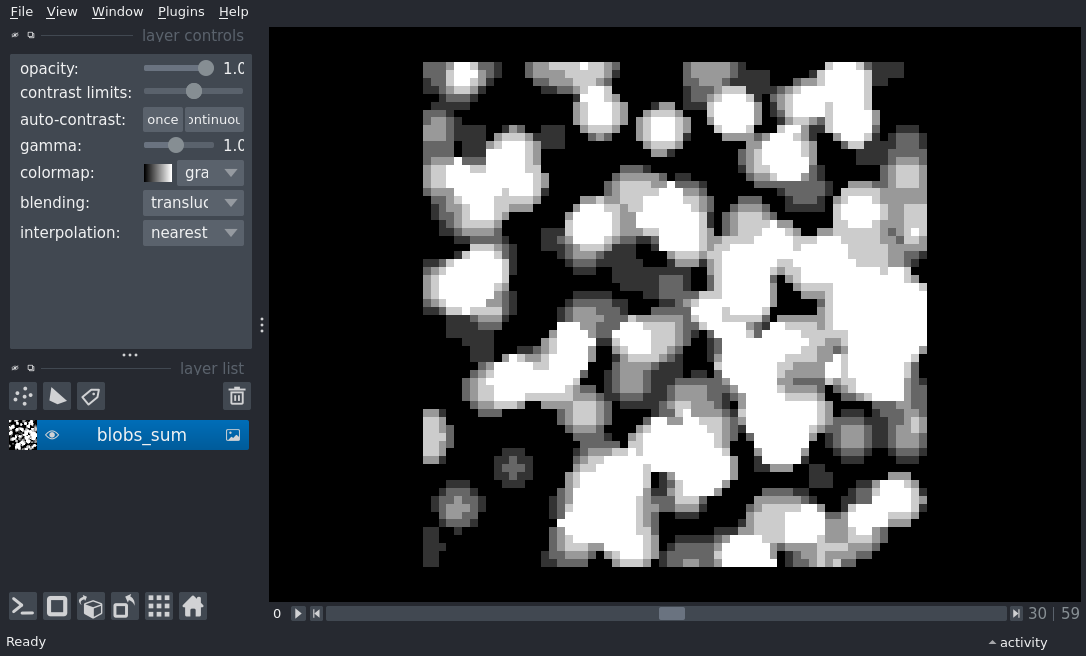 File View Window Plugins Help
layer controls
opacity: 1.0
contrast limits:
auto-contrast: once ontinuou
gamma: 1.0
colormap: gra
blending: transluc
interpolation: nearest
layer list
blobs_sum
0 30 | 59
Ready activity